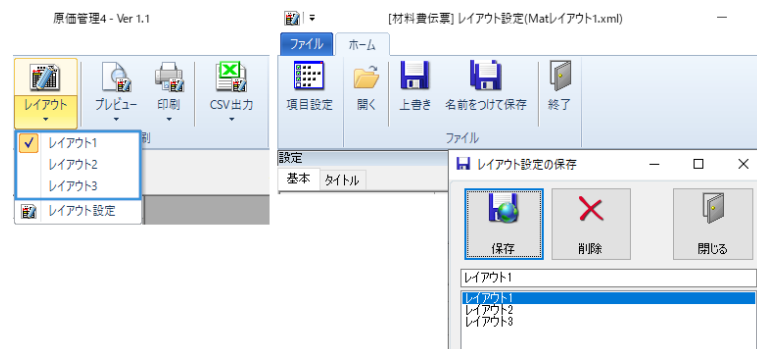 原価管理4 - Ver 1.1
レイアウト
プレビュー
印刷
CSV出力
刷
レイアウト1
レイアウト2
レイアウト3
レイアウト設定
[材料費伝票] レイアウト設定(Matレイアウト1.xml)
ファイル
ホーム
項目設定
開く
上書き
名前をつけて保存
終了
ファイル
設定
基本
タイトル
レイアウト設定の保存
保存
削除
閉じる
レイアウト1
レイアウト1
レイアウト2
レイアウト3